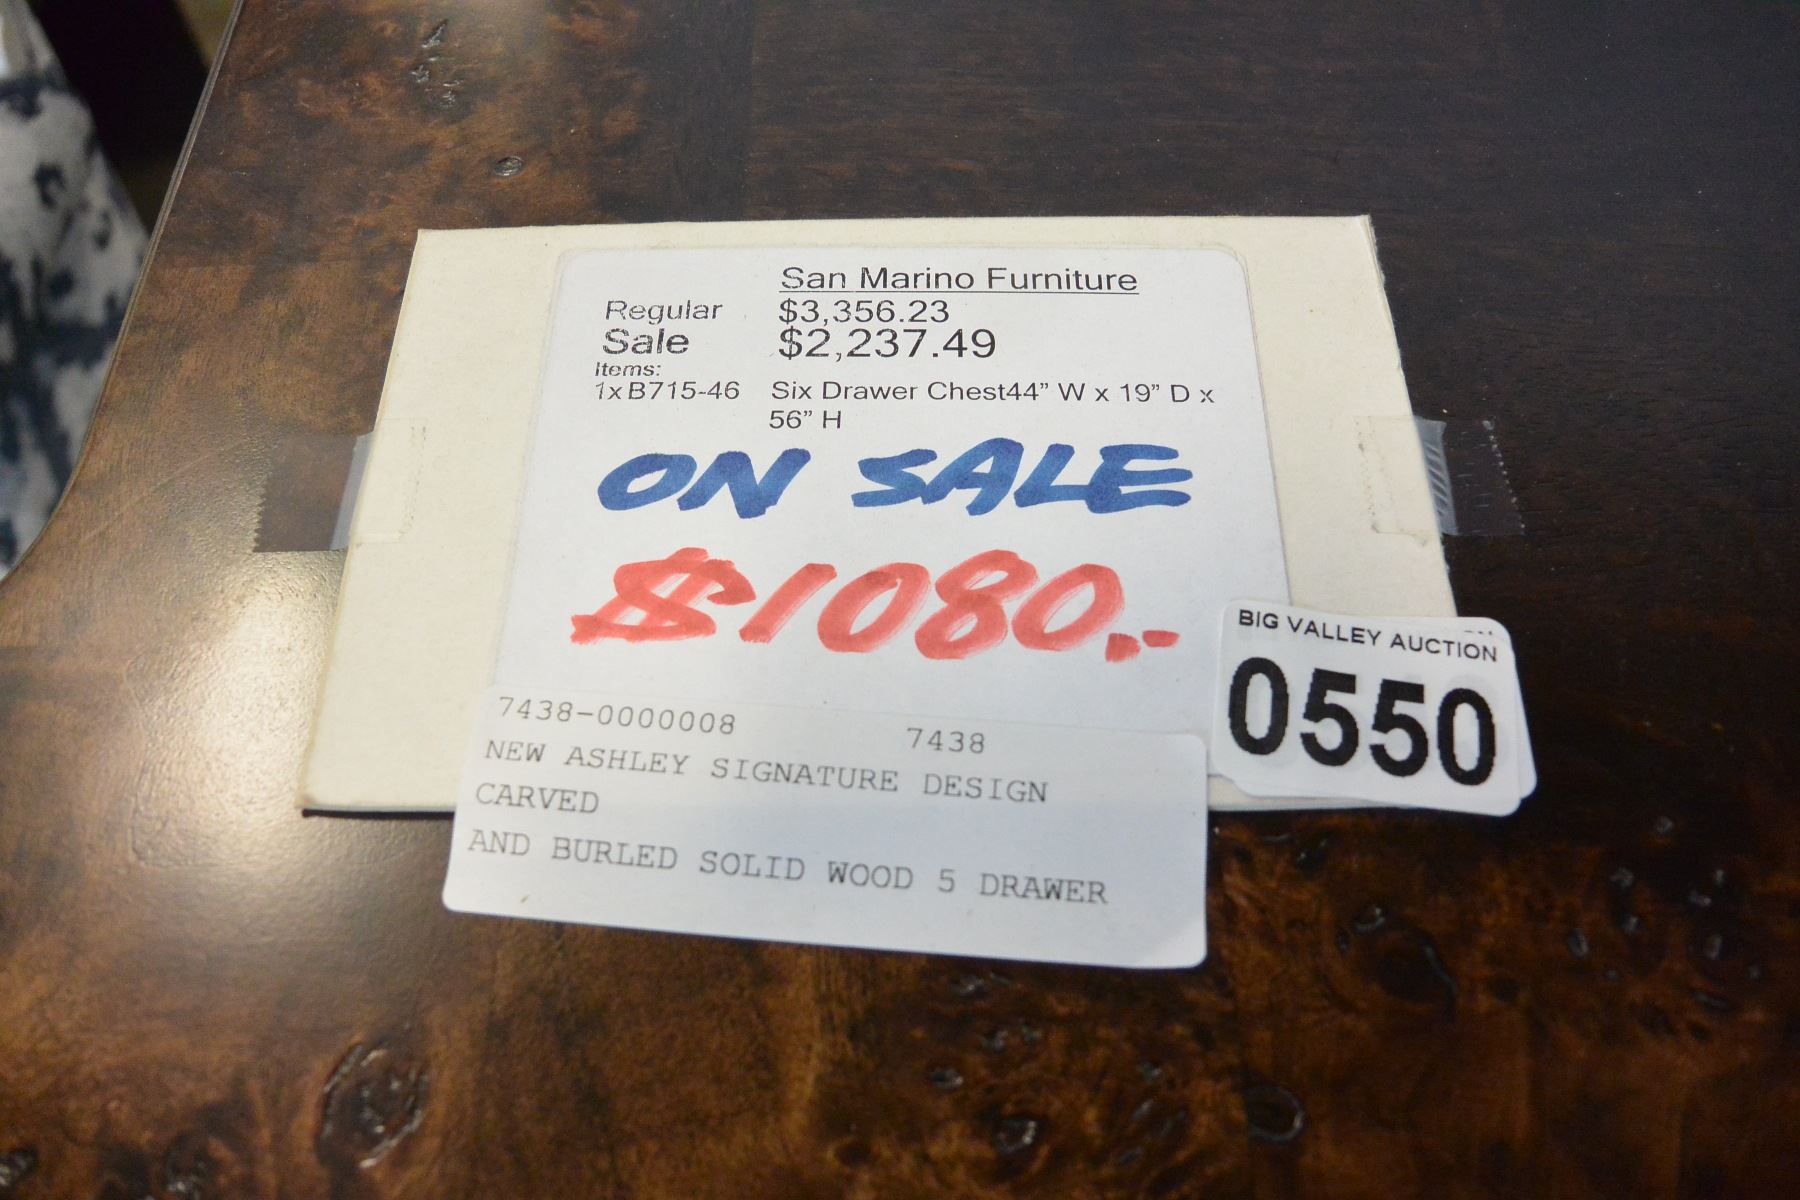 San Marino Furniture
Regular $3,356.23
Sale $2,237.49
Items:
1xB715-46 Six Drawer Chest44" W x 19" D x
56" H
ON SALE
$1080.-
BIG VALLEY AUCTION
0550
7438-0000008 7438
NEW ASHLEY SIGNATURE DESIGN
CARVED
AND BURLED SOLID WOOD 5 DRAWER